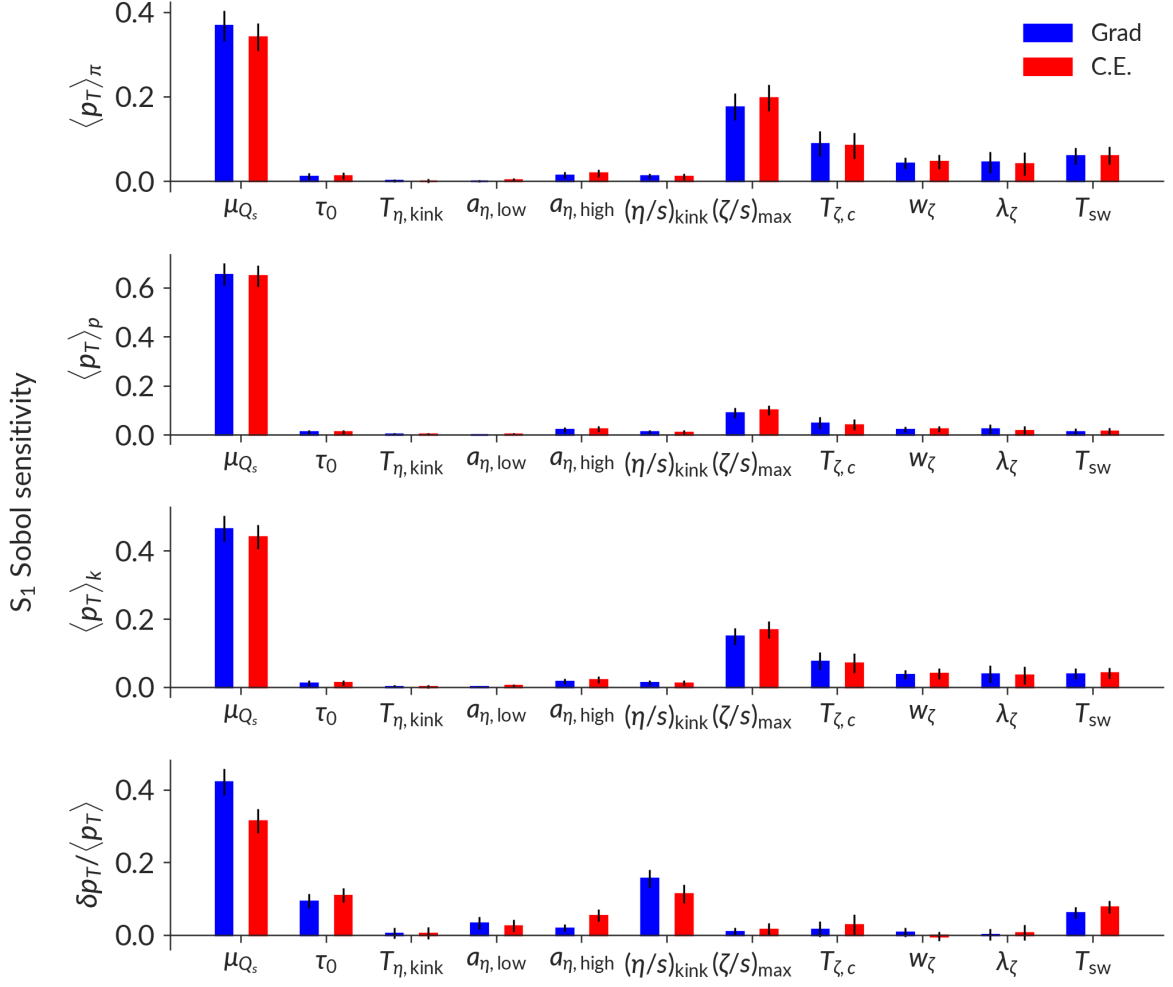 Grad
C.E.
S₁ Sobol sensitivity
⟨p_T⟩_π
0.4
0.2
0.0
μ_{Q_s} τ₀ T_{η, kink} a_{η, low} a_{η, high} (η/s)_{kink} (ζ/s)_{max} T_{ζ, c} w_ζ λ_ζ T_{sw}
⟨p_T⟩_p
0.6
0.4
0.2
0.0
μ_{Q_s} τ₀ T_{η, kink} a_{η, low} a_{η, high} (η/s)_{kink} (ζ/s)_{max} T_{ζ, c} w_ζ λ_ζ T_{sw}
⟨p_T⟩_k
0.4
0.2
0.0
μ_{Q_s} τ₀ T_{η, kink} a_{η, low} a_{η, high} (η/s)_{kink} (ζ/s)_{max} T_{ζ, c} w_ζ λ_ζ T_{sw}
δp_T/⟨p_T⟩
0.4
0.2
0.0
μ_{Q_s} τ₀ T_{η, kink} a_{η, low} a_{η, high} (η/s)_{kink} (ζ/s)_{max} T_{ζ, c} w_ζ λ_ζ T_{sw}